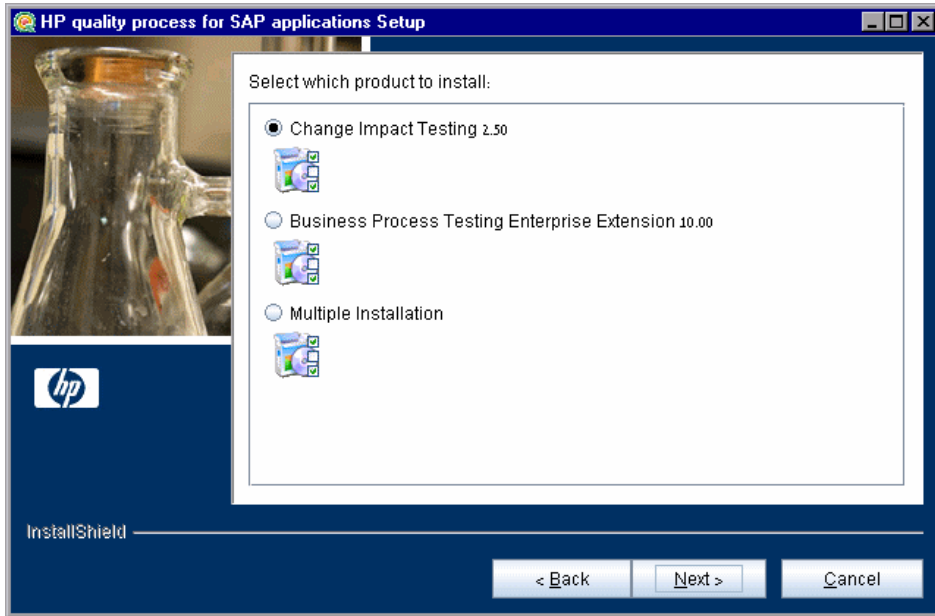 HP quality process for SAP applications Setup
Select which product to install:
Change Impact Testing 2.50
Business Process Testing Enterprise Extension 10.00
Multiple Installation
hp
InstallShield
< Back
Next >
Cancel